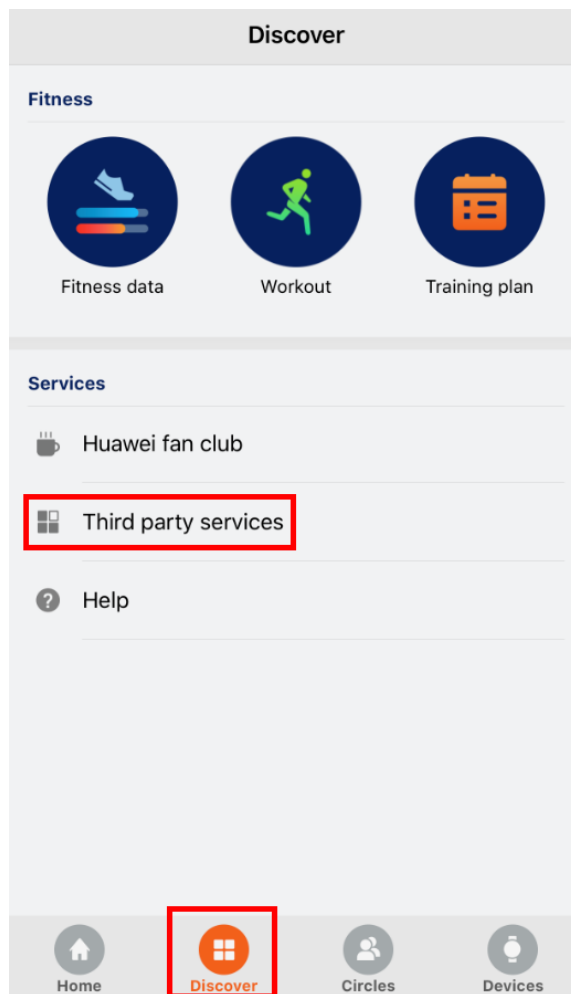 Discover
Fitness
Fitness data
Workout
Training plan
Services
Huawei fan club
Third party services
Help
Home
Discover
Circles
Devices